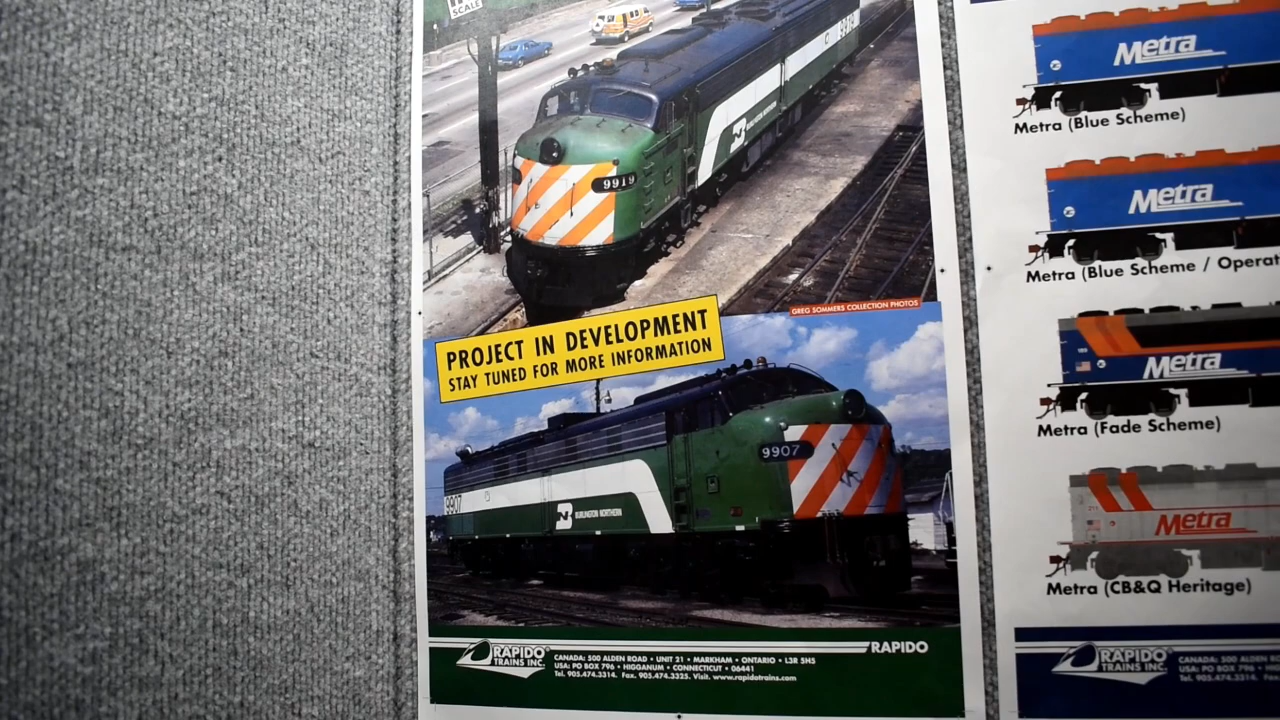 SCALE
9919
9919
BURLINGTON NORTHERN
GREG SOMMERS COLLECTION PHOTOS
PROJECT IN DEVELOPMENT
STAY TUNED FOR MORE INFORMATION
9907
9907
BN BURLINGTON NORTHERN
RAPIDO
RAPIDO
TRAINS INC.
CANADA: 500 ALDEN ROAD • UNIT 21 • MARKHAM • ONTARIO • L3R 5H5
USA: PO BOX 796 • HIGGANUM • CONNECTICUT • 06441
Tel. 905.474.3314. Fax. 905.474.3325. Visit. www.rapidotrains.com
Metra
Metra (Blue Scheme)
Metra
Metra (Blue Scheme / Operat
Metra
Metra (Fade Scheme)
Metra
Metra (CB&Q Heritage)
RAPIDO
TRAINS INC.
CANADA: 500 ALDEN RO
USA: PO BOX 796 • HIGG
Tel. 905.474.3314.